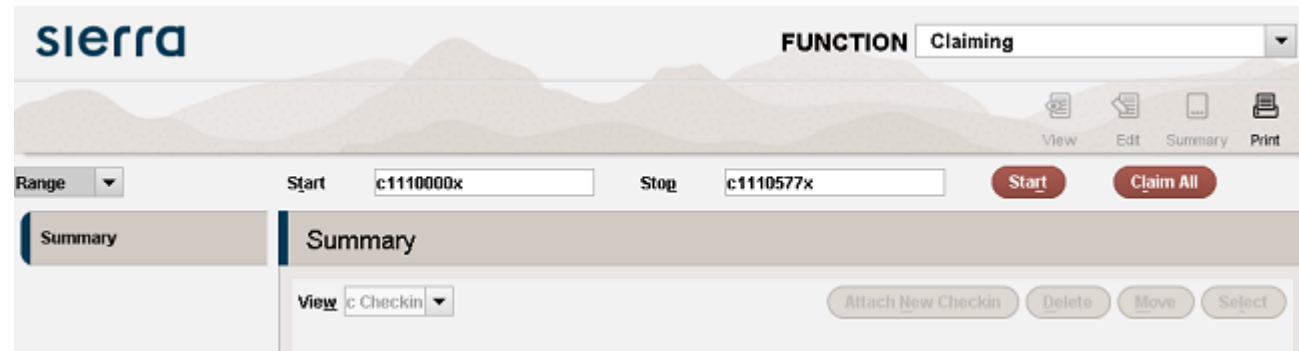 sierra
FUNCTION Claiming
View Edit Summary Print
Range Start c1110000x Stop c1110577x Start Claim All
Summary Summary
View c Checkin Attach New Checkin Delete Move Select